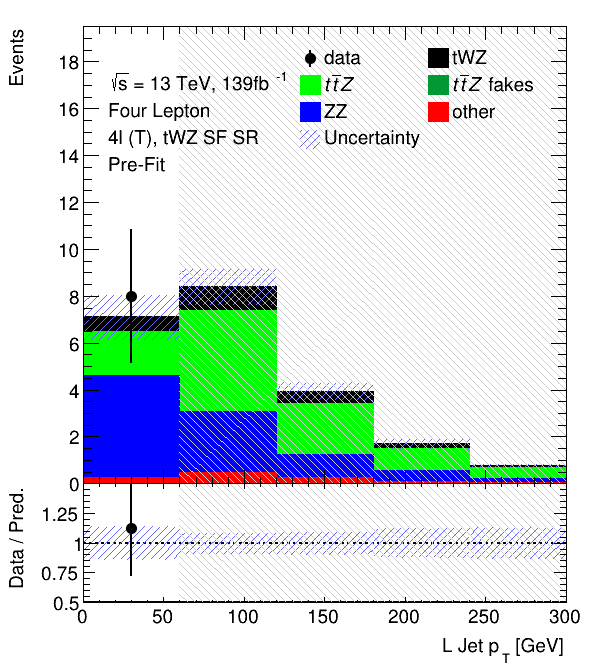 Events
18
16
14
12
10
8
6
4
2
0
√s = 13 TeV, 139fb⁻¹
Four Lepton
4l (T), tWZ SF SR
Pre-Fit
data
tt̄Z
ZZ
Uncertainty
tWZ
tt̄Z fakes
other
Data / Pred.
1.25
1
0.75
0.5
0 50 100 150 200 250 300
L Jet p_T [GeV]